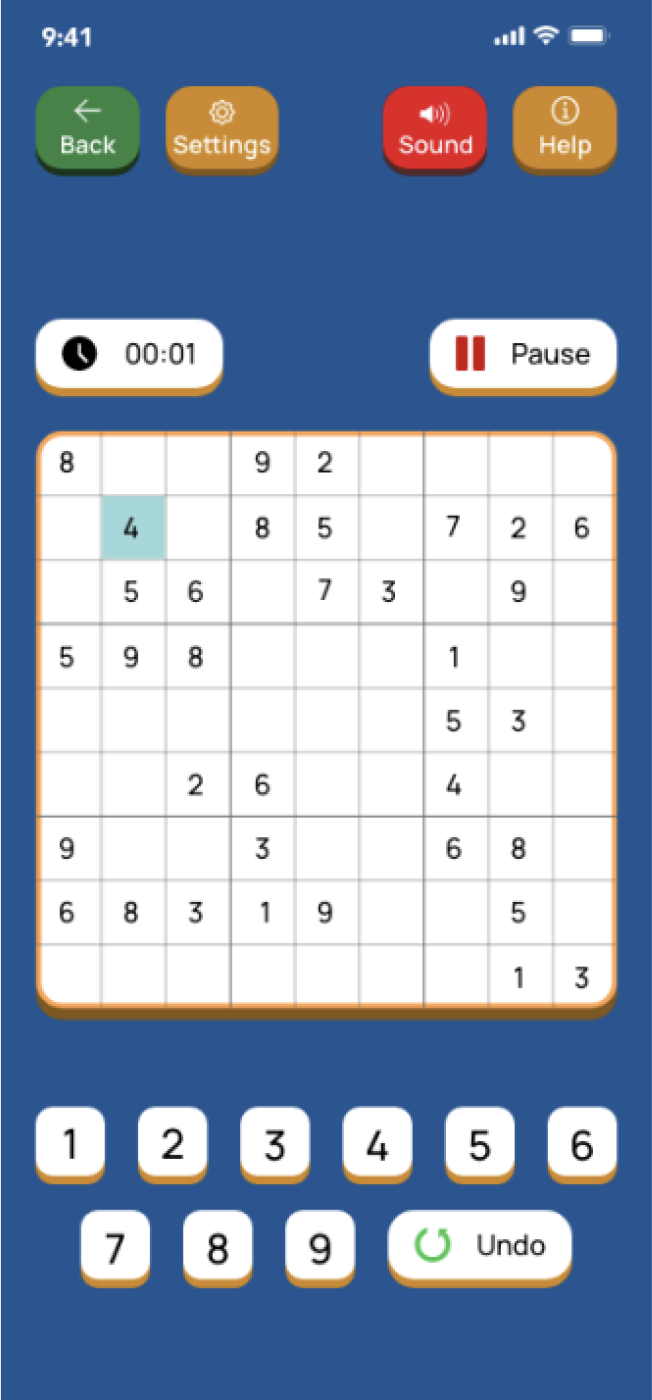 9:41
Back Settings Sound Help
00:01 Pause
8 9 2
4 8 5 7 2 6
5 6 7 3 9
5 9 8 1
5 3
2 6 4
9 3 6 8
6 8 3 1 9 5
1 3
1 2 3 4 5 6
7 8 9 Undo